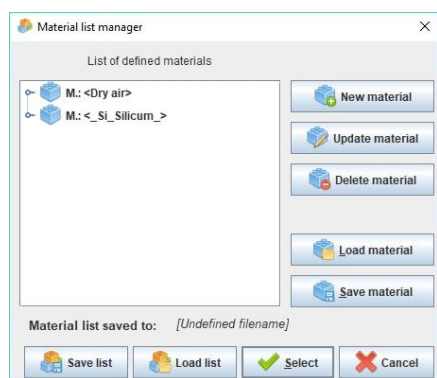 Material list manager
List of defined materials
M.: <Dry air>
M.: <_Si_Silicum_>
New material
Update material
Delete material
Load material
Save material
Material list saved to: [Undefined filename]
Save list Load list Select Cancel